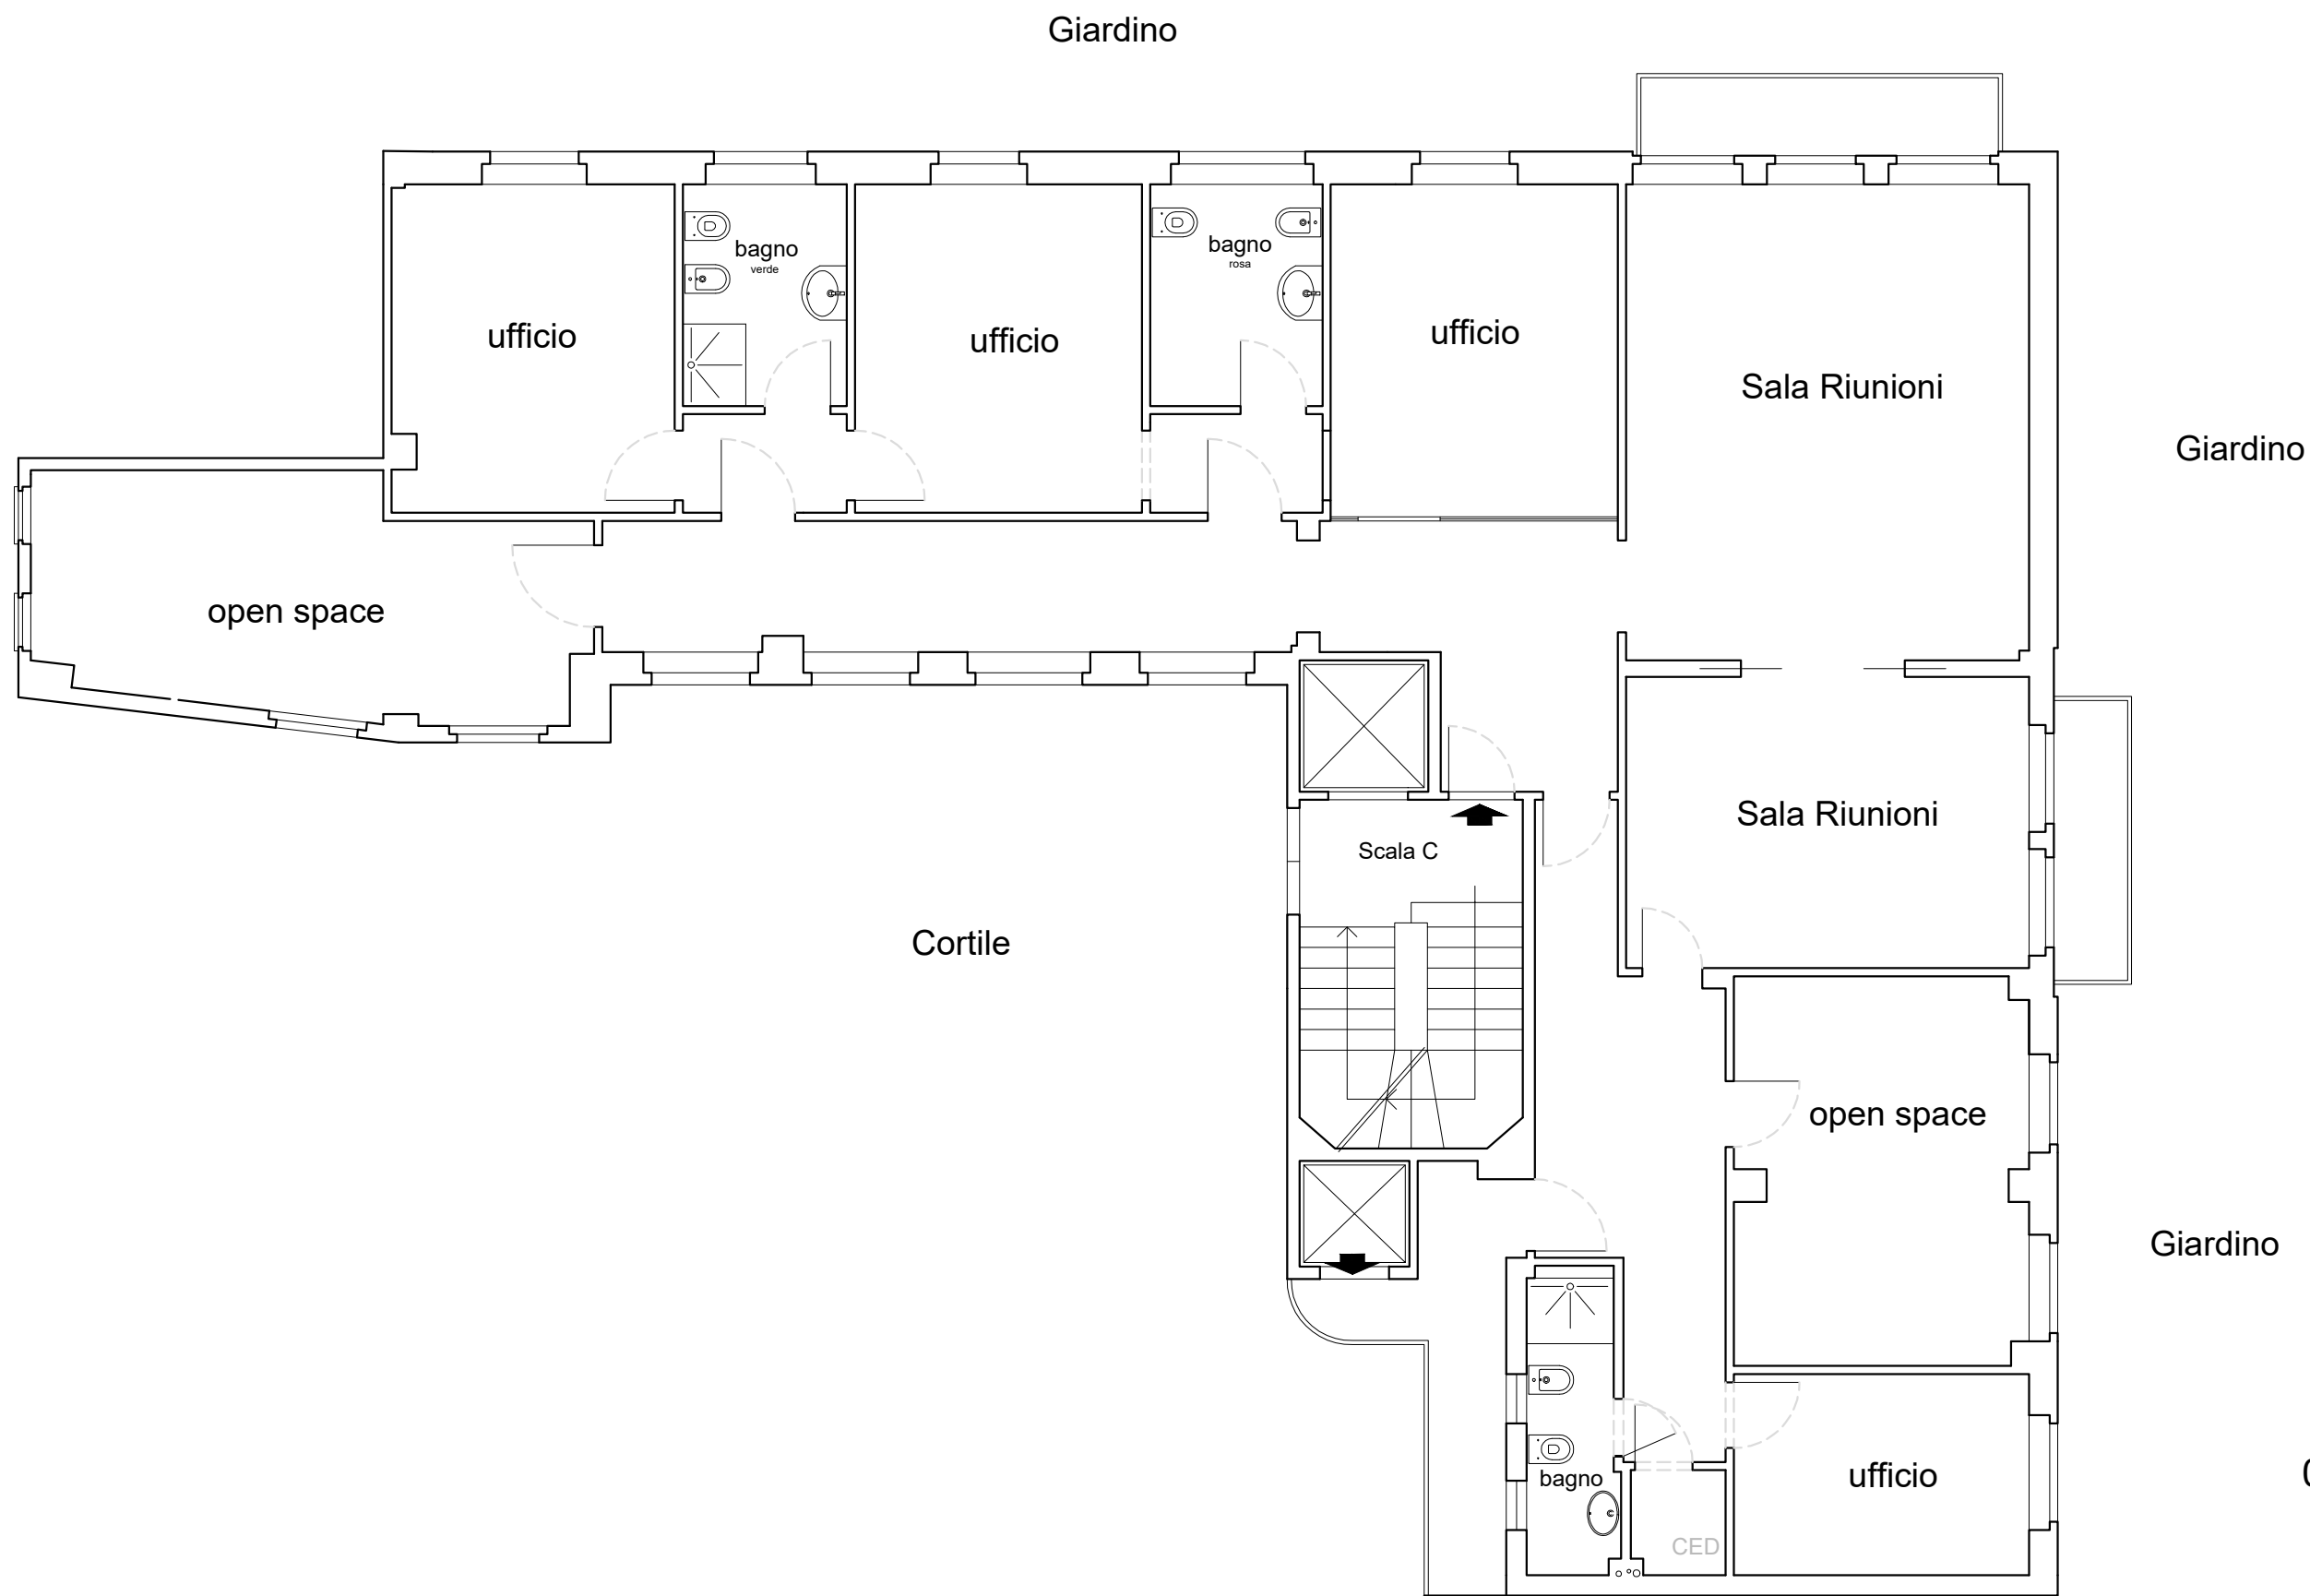 Giardino
bagno
verde
bagno
rosa
ufficio
ufficio
ufficio
Sala Riunioni
Giardino
open space
Sala Riunioni
Scala C
Cortile
open space
Giardino
ufficio
bagno
CED